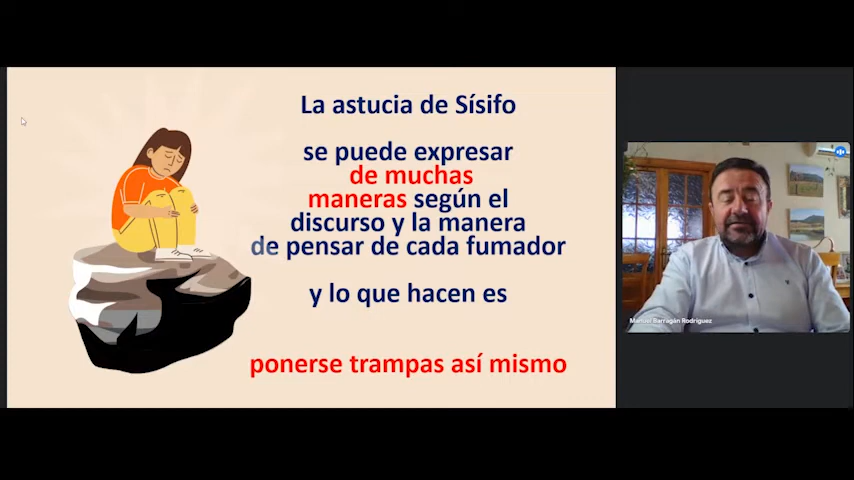 La astucia de Sísifo
se puede expresar
de muchas
maneras según el
discurso y la manera
de pensar de cada fumador
y lo que hacen es
ponerse trampas así mismo
Manuel Barragán Rodríguez